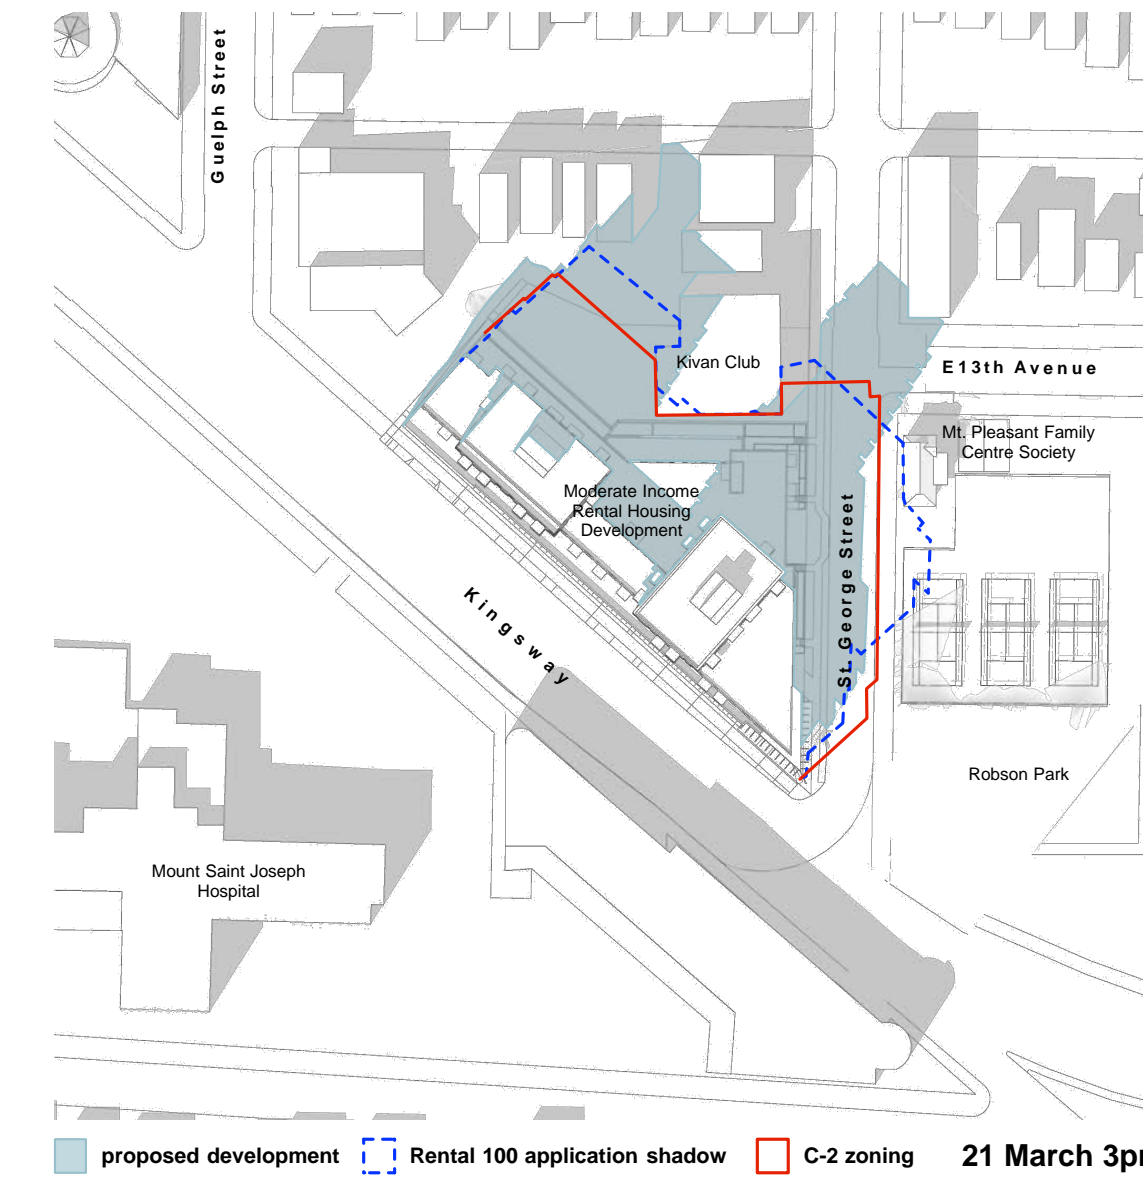 Guelph Street
Kivan Club
E13th Avenue
Mt. Pleasant Family
Centre Society
Moderate Income
Rental Housing
Development
St. George Street
Kingsway
Robson Park
Mount Saint Joseph
Hospital
proposed development
Rental 100 application shadow
C-2 zoning
21 March 3p